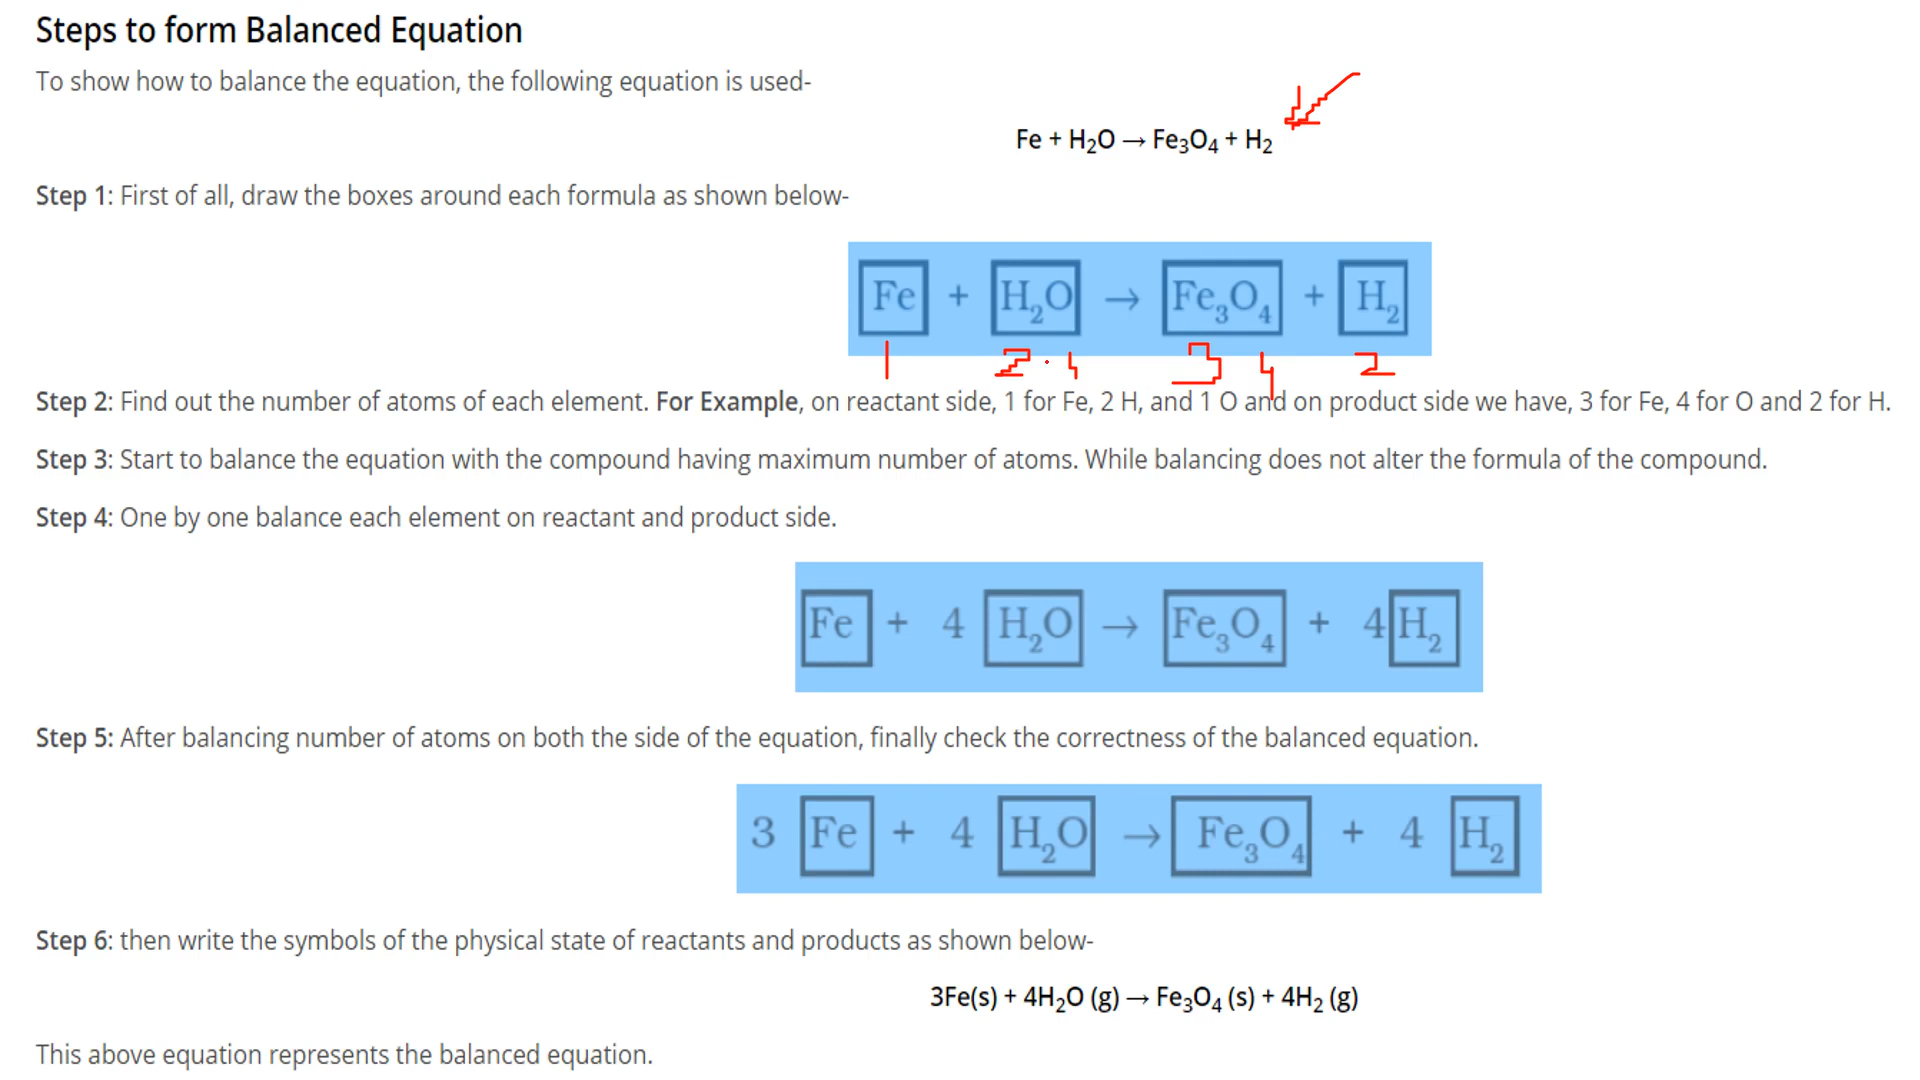 Steps to form Balanced Equation
To show how to balance the equation, the following equation is used-
Fe + H₂O → Fe₃O₄ + H₂
Step 1: First of all, draw the boxes around each formula as shown below-
Fe + H₂O → Fe₃O₄ + H₂
1 2 3 4 2
Step 2: Find out the number of atoms of each element. For Example, on reactant side, 1 for Fe, 2 H, and 1 O and on product side we have, 3 for Fe, 4 for O and 2 for H.
Step 3: Start to balance the equation with the compound having maximum number of atoms. While balancing does not alter the formula of the compound.
Step 4: One by one balance each element on reactant and product side.
Fe + 4 H₂O → Fe₃O₄ + 4 H₂
Step 5: After balancing number of atoms on both the side of the equation, finally check the correctness of the balanced equation.
3 Fe + 4 H₂O → Fe₃O₄ + 4 H₂
Step 6: then write the symbols of the physical state of reactants and products as shown below-
3Fe(s) + 4H₂O (g) → Fe₃O₄ (s) + 4H₂ (g)
This above equation represents the balanced equation.